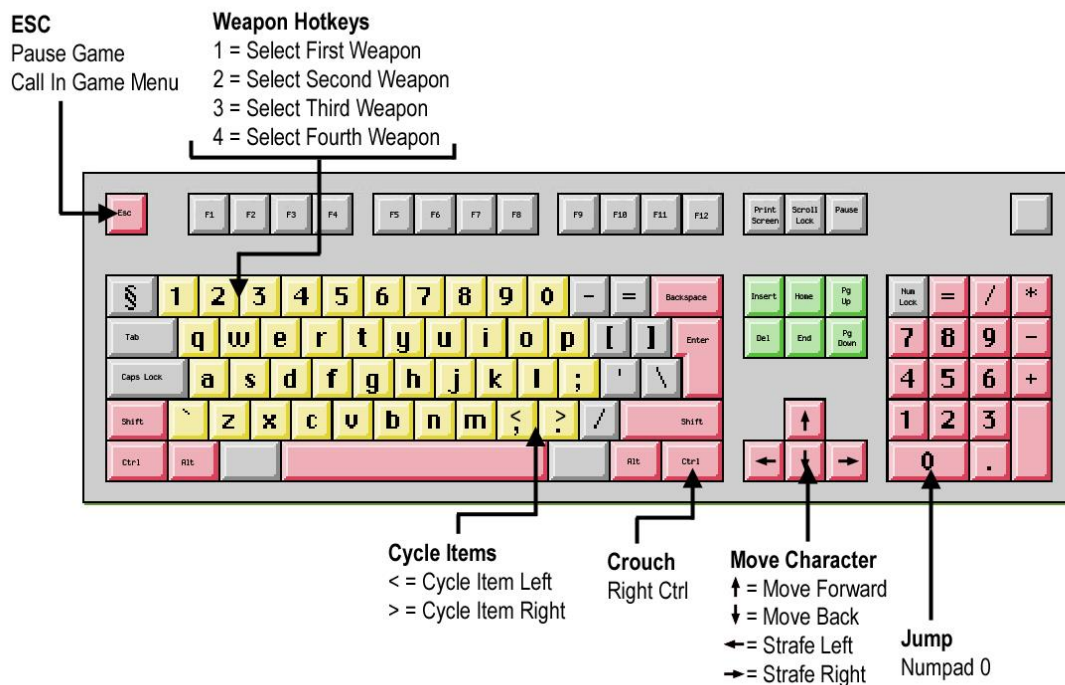 ESC
Pause Game
Call In Game Menu
Weapon Hotkeys
1 = Select First Weapon
2 = Select Second Weapon
3 = Select Third Weapon
4 = Select Fourth Weapon
Esc F1 F2 F3 F4 F5 F6 F7 F8 F9 F10 F11 F12 Print Screen Scroll Lock Pause
§ 1 2 3 4 5 6 7 8 9 0 - = Backspace Insert Home Pg Up Num Lock = / *
Tab q w e r t y u i o p [ ] Enter Del End Pg Down 7 8 9 -
Caps Lock a s d f g h j k l ; ' \ 4 5 6 +
Shift ` z x c v b n m < , > . / Shift ↑ 1 2 3
Ctrl Alt Alt Ctrl ← ↓ → 0 .
Cycle Items
< = Cycle Item Left
> = Cycle Item Right
Crouch
Right Ctrl
Move Character
↑ = Move Forward
↓ = Move Back
← = Strafe Left
→ = Strafe Right
Jump
Numpad 0